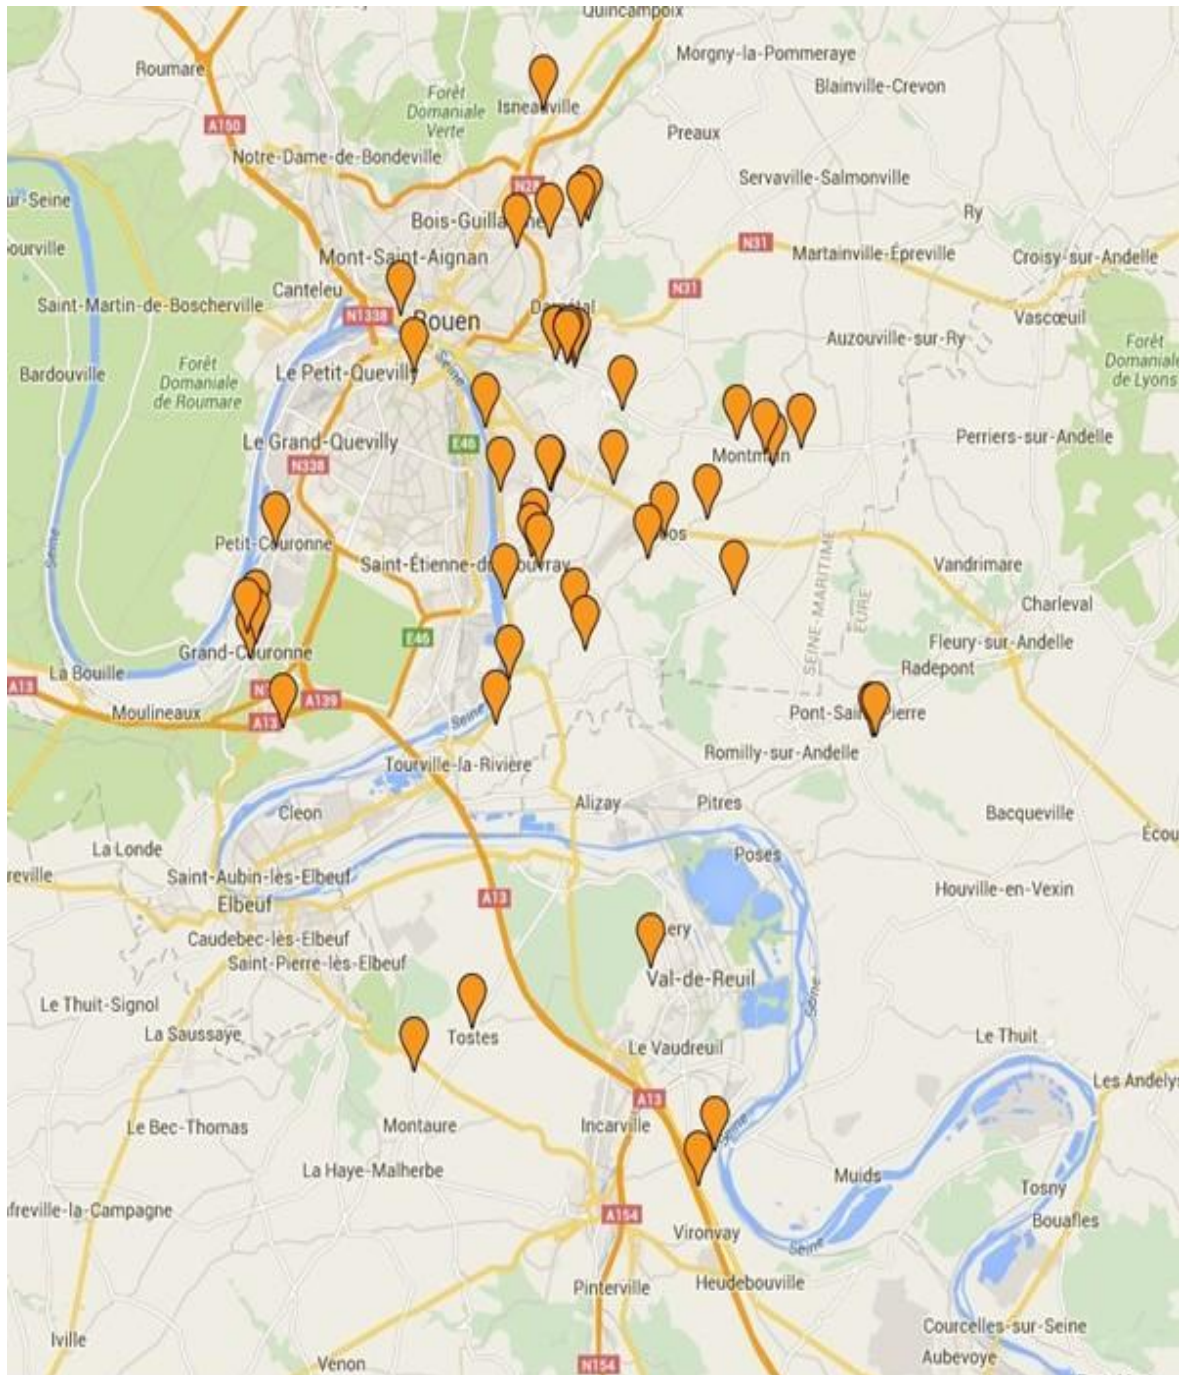 Quincampoix
Morgny-la-Pommeraye
Roumare
Blainville-Crevon
Forêt
Domaniale
Verte
A150
Preaux
Notre-Dame-de-Bondeville
Servaville-Salmonville
ur-Seine
Ry
N31
Martainville-Épreville
Croisy-sur-Andelle
ourville
Mont-Saint-Aignan
Canteleu
N31
Saint-Martin-de-Boscherville
N1338
Rouen
Vascœuil
Auzouville-sur-Ry
Forêt
Domaniale
de Lyons
Bardouville
Forêt
Domaniale
de Roumare
Le Petit-Quevilly
Seine
Le Grand-Quevilly
E46
Perriers-sur-Andelle
N338
Seine
Petit-Couronne
SEINE-MARITIME
EURE
Vandrimare
Charleval
E46
Fleury-sur-Andelle
Radepont
La Bouille
A13
Moulineaux
A139
A13
Seine
Romilly-sur-Andelle
Tourville-la-Rivière
Cleon
Alizay
Pitres
Bacqueville
Écou
La Londe
Poses
reville
Saint-Aubin-lès-Elbeuf
Houville-en-Vexin
Elbeuf
A13
Caudebec-lès-Elbeuf
ery
Saint-Pierre-lès-Elbeuf
Val-de-Reuil
Seine
Le Thuit-Signol
La Saussaye
Tostes
Le Vaudreuil
Le Thuit
Les Andelys
A13
Le Bec-Thomas
Montaure
Incarville
Seine
La Haye-Malherbe
Muids
Tosny
freville-la-Campagne
A154
Bouafles
Vironvay
Seine
Pinterville
Heudebouville
Iville
Courcelles-sur-Seine
Venon
N154
Aubevoye